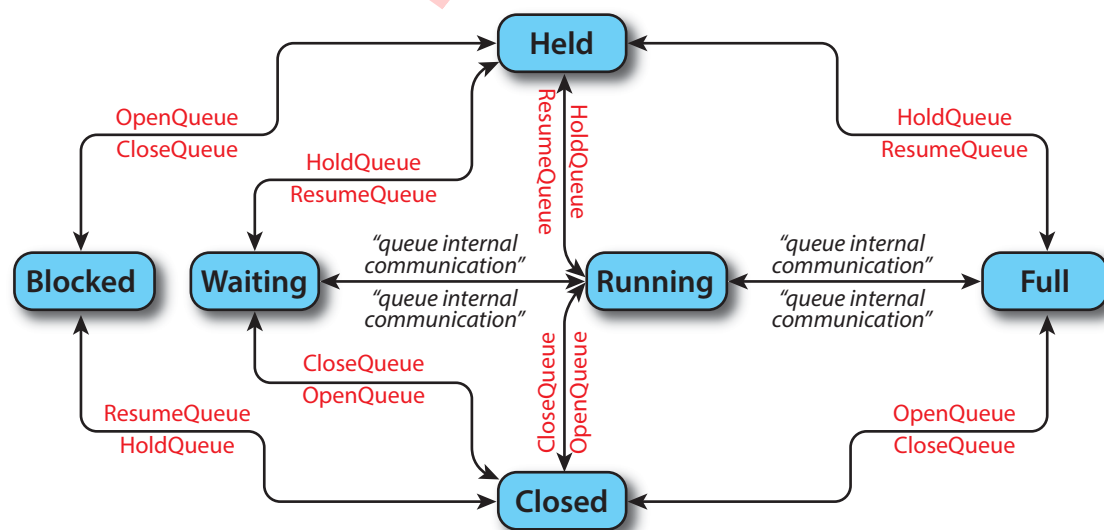 Held
OpenQueue
CloseQueue
HoldQueue
ResumeQueue
HoldQueue
ResumeQueue
HoldQueue
ResumeQueue
Blocked
Waiting
“queue internal
communication”
“queue internal
communication”
Running
“queue internal
communication”
“queue internal
communication”
Full
ResumeQueue
HoldQueue
CloseQueue
OpenQueue
CloseQueue
OpenQueue
OpenQueue
CloseQueue
Closed